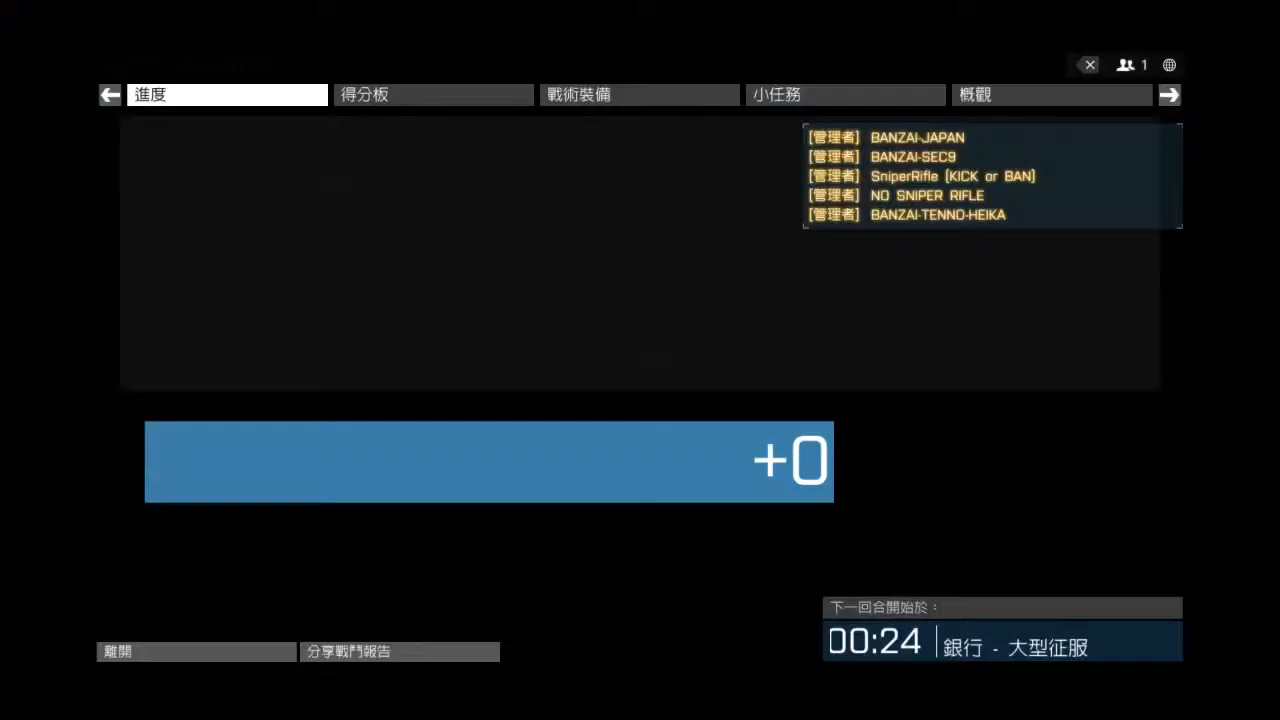 1
進度 得分板 戰術裝備 小任務 概觀
[管理者] BANZAI-JAPAN
[管理者] BANZAI-SEC9
[管理者] SniperRifle (KICK or BAN)
[管理者] NO SNIPER RIFLE
[管理者] BANZAI-TENNO-HEIKA
+0
下一回合開始於：
00:24 銀行 - 大型征服
離開 分享戰鬥報告